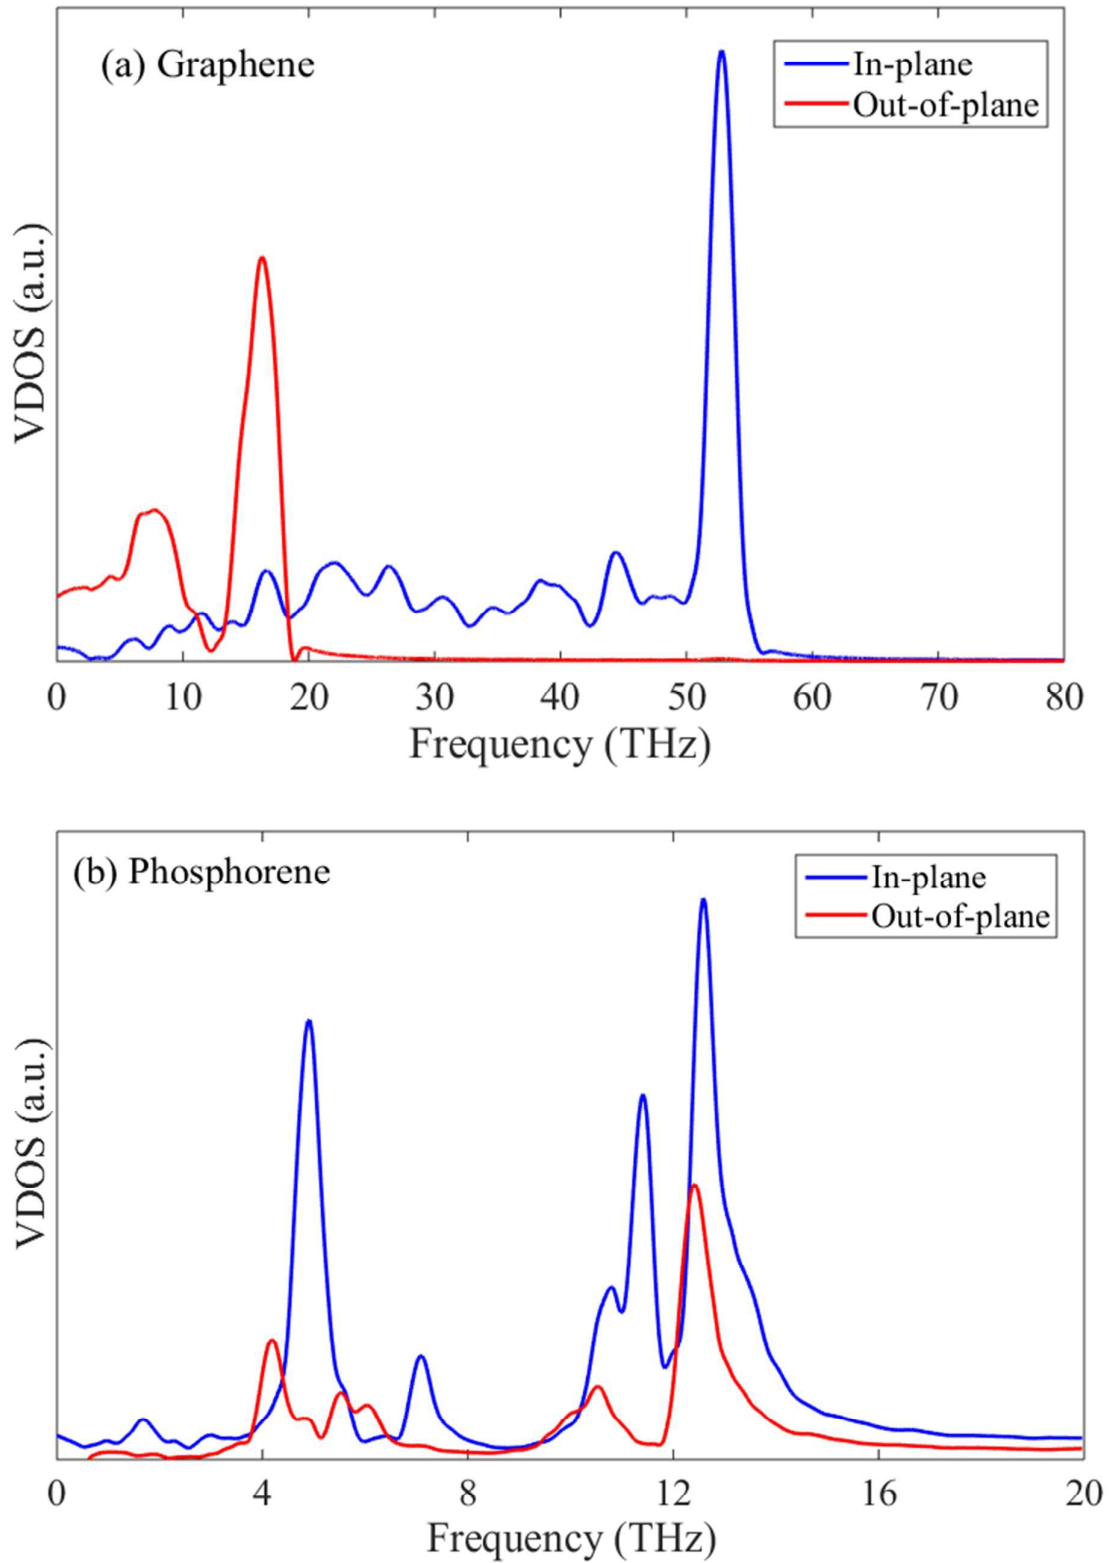 (a) Graphene
In-plane
Out-of-plane
VDOS (a.u.)
0 10 20 30 40 50 60 70 80
Frequency (THz)
(b) Phosphorene
In-plane
Out-of-plane
VDOS (a.u.)
0 4 8 12 16 20
Frequency (THz)